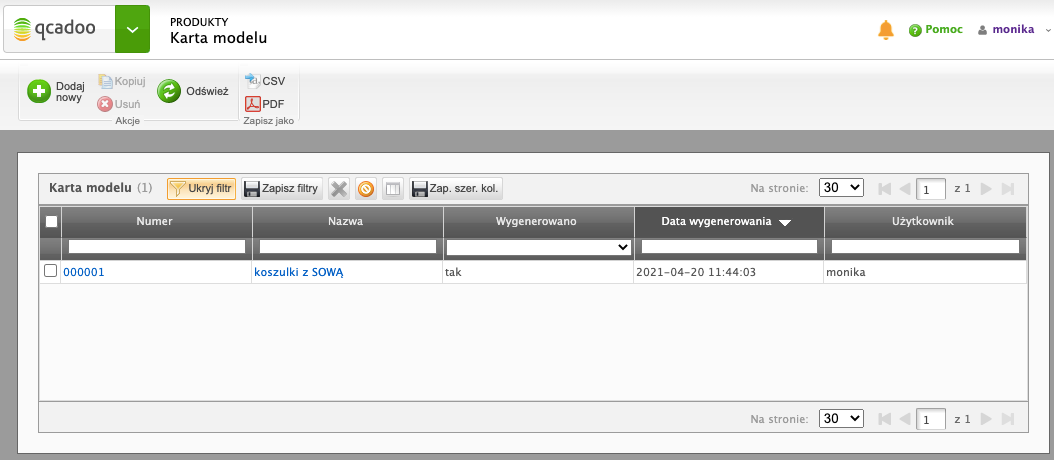 qcadoo
PRODUKTY
Karta modelu
Pomoc
monika
Dodaj nowy
Kopiuj
Usuń
Odśwież
Akcje
CSV
PDF
Zapisz jako
Karta modelu (1)
Ukryj filtr
Zapisz filtry
Zap. szer. kol.
Na stronie: 30
1 z 1
Numer Nazwa Wygenerowano Data wygenerowania Użytkownik
000001 koszulki z SOWĄ tak 2021-04-20 11:44:03 monika
Na stronie: 30
1 z 1